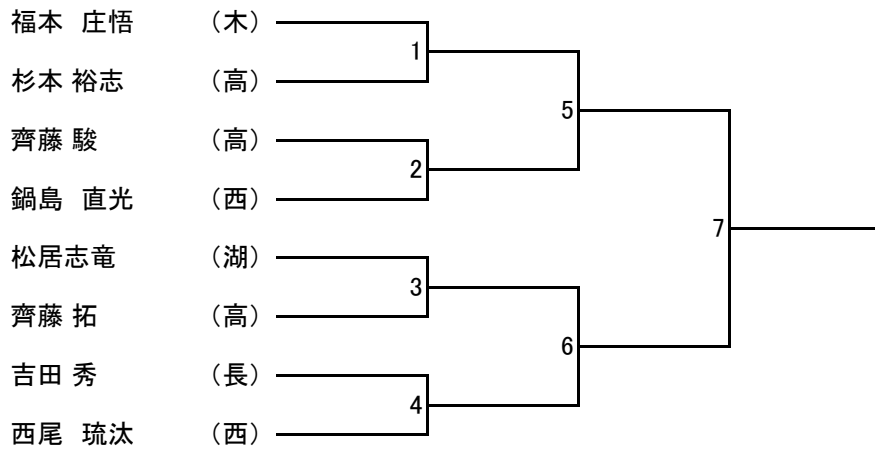 福本　庄悟　（木）
1
杉本 裕志　（高）
5
齊藤 駿　（高）
2
鍋島　直光　（西）
7
松居志竜　（湖）
3
齊藤 拓　（高）
6
吉田 秀　（長）
4
西尾　琉汰　（西）